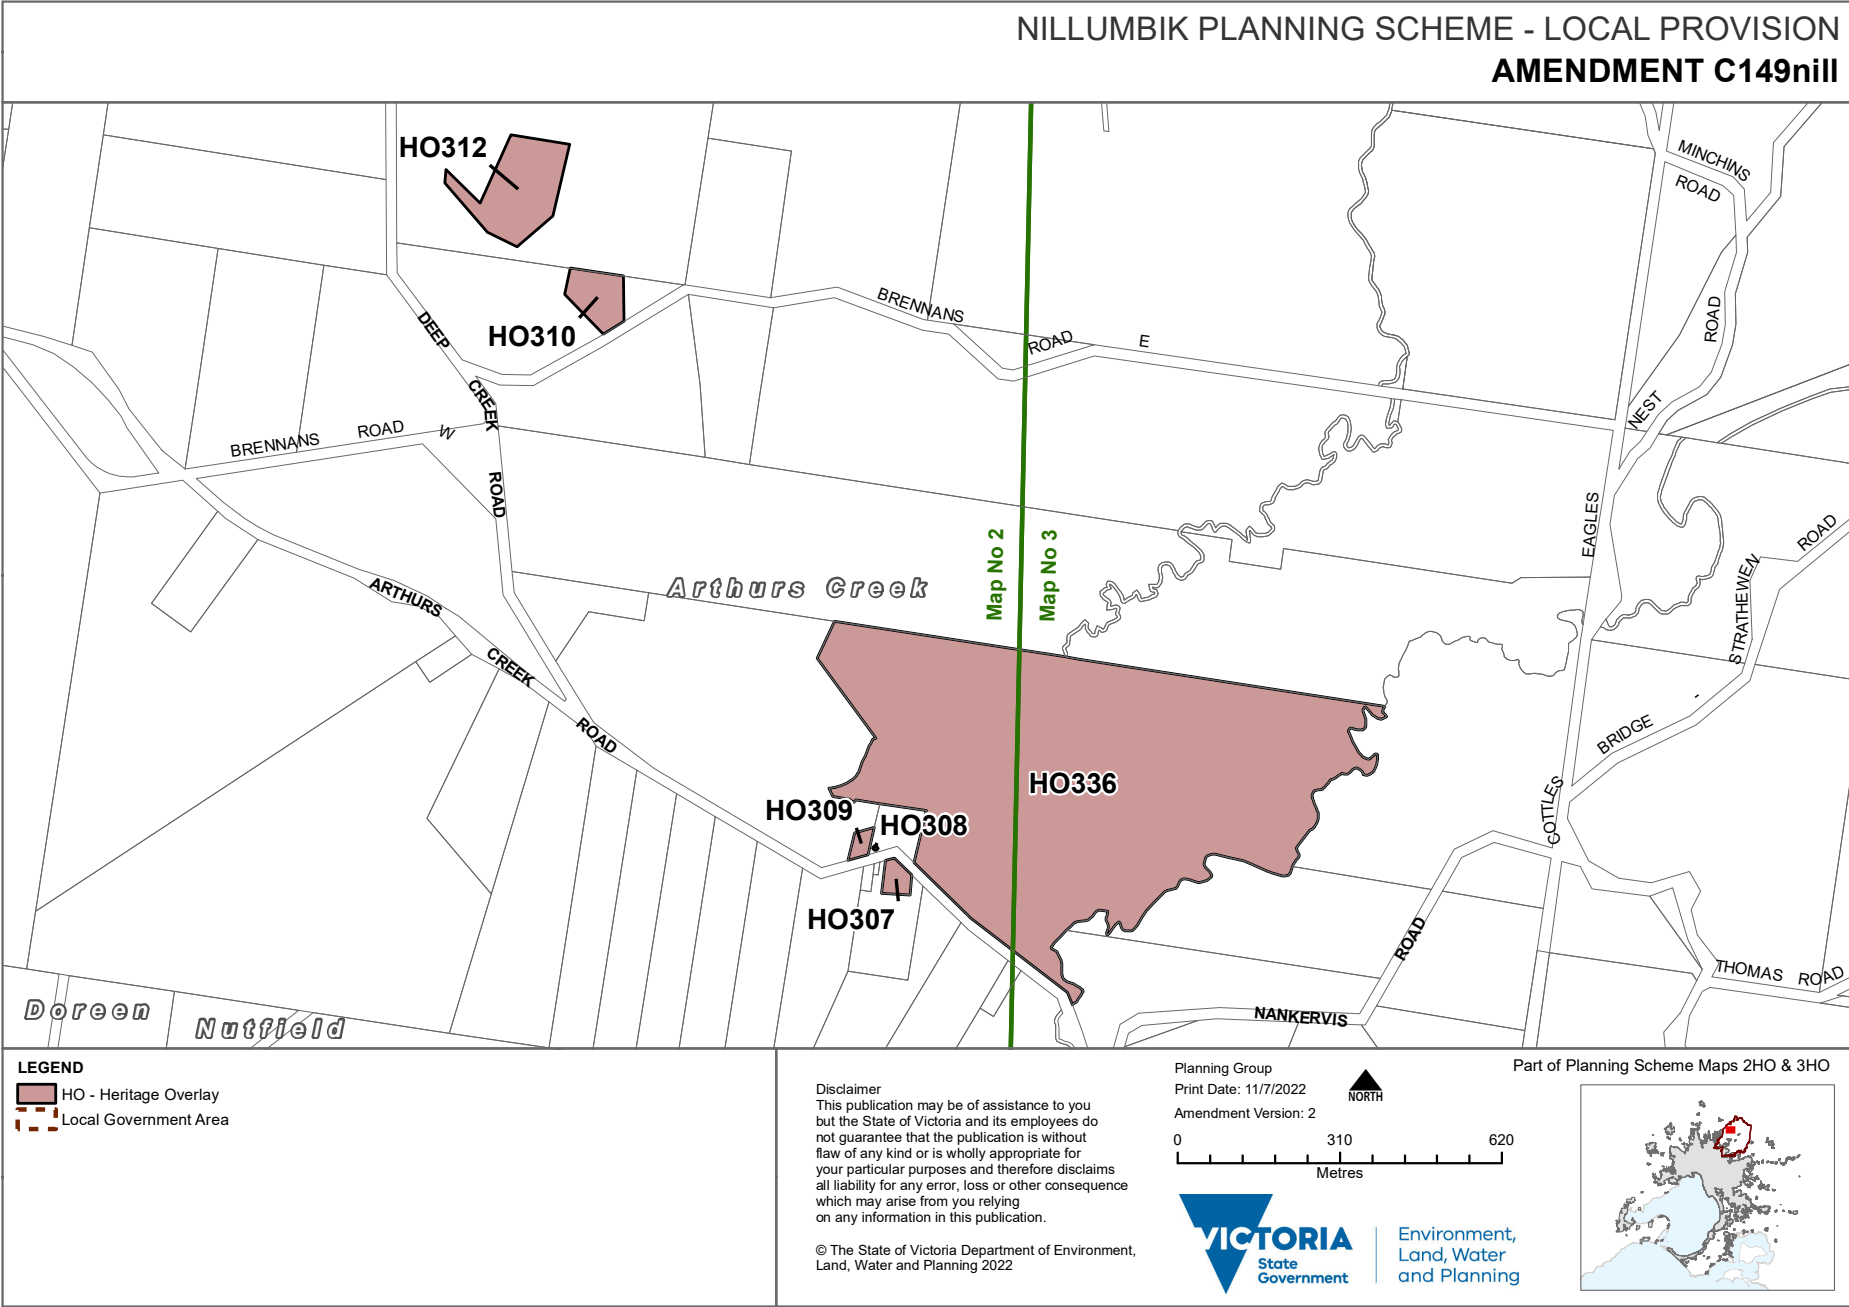 NILLUMBIK PLANNING SCHEME - LOCAL PROVISION
AMENDMENT C149nill
HO312
HO310
DEEP
CREEK
ROAD
BRENNANS
ROAD
E
BRENNANS
ROAD
W
MINCHINS
ROAD
ROAD
NEST
EAGLES
STRATHEWEN
ROAD
-
BRIDGE
COTTLES
ARTHURS
CREEK
ROAD
Arthurs Creek
Map No 2
Map No 3
HO336
HO309
HO308
HO307
ROAD
NANKERVIS
THOMAS
ROAD
Doreen
Nutfield
LEGEND
HO - Heritage Overlay
Local Government Area
Disclaimer
This publication may be of assistance to you
but the State of Victoria and its employees do
not guarantee that the publication is without
flaw of any kind or is wholly appropriate for
your particular purposes and therefore disclaims
all liability for any error, loss or other consequence
which may arise from you relying
on any information in this publication.
© The State of Victoria Department of Environment,
Land, Water and Planning 2022
Planning Group
Print Date: 11/7/2022
Amendment Version: 2
NORTH
0 310 620
Metres
VICTORIA
State
Government
Environment,
Land, Water
and Planning
Part of Planning Scheme Maps 2HO & 3HO